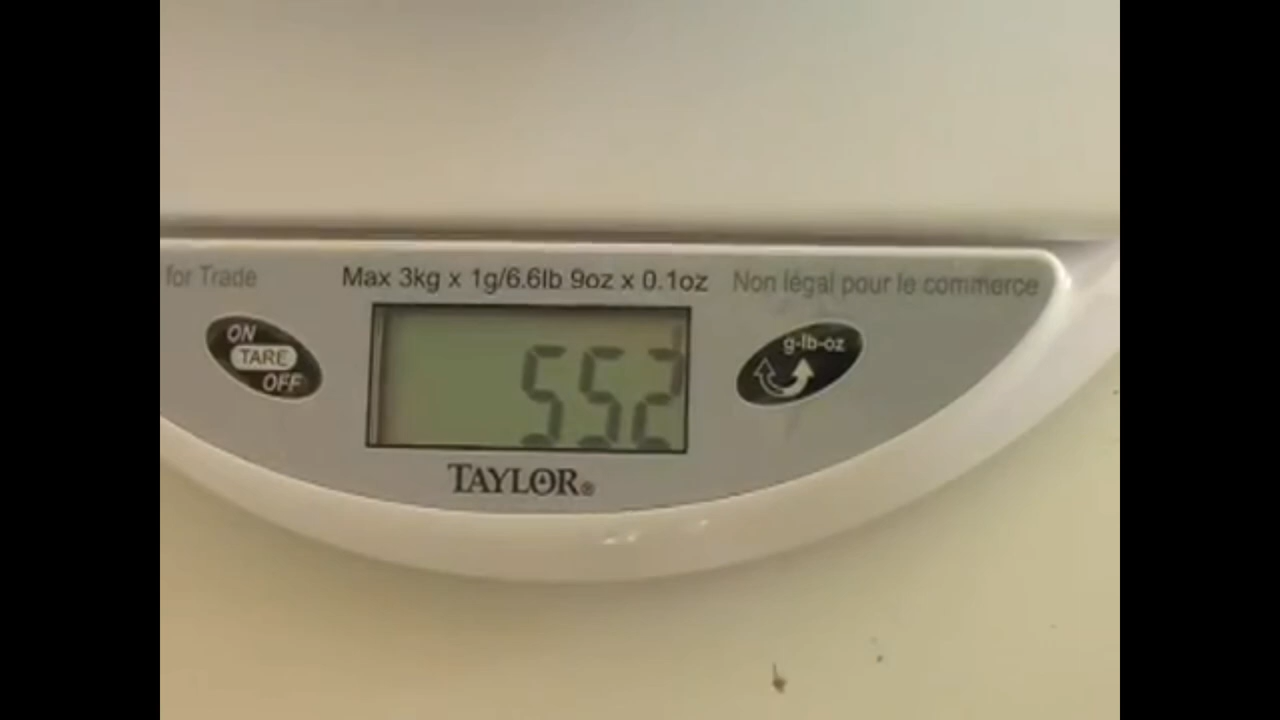 for Trade
Max 3kg x 1g/6.6lb 9oz x 0.1oz
Non légal pour le commerce
ON
TARE
OFF
552
g-lb-oz
TAYLOR®